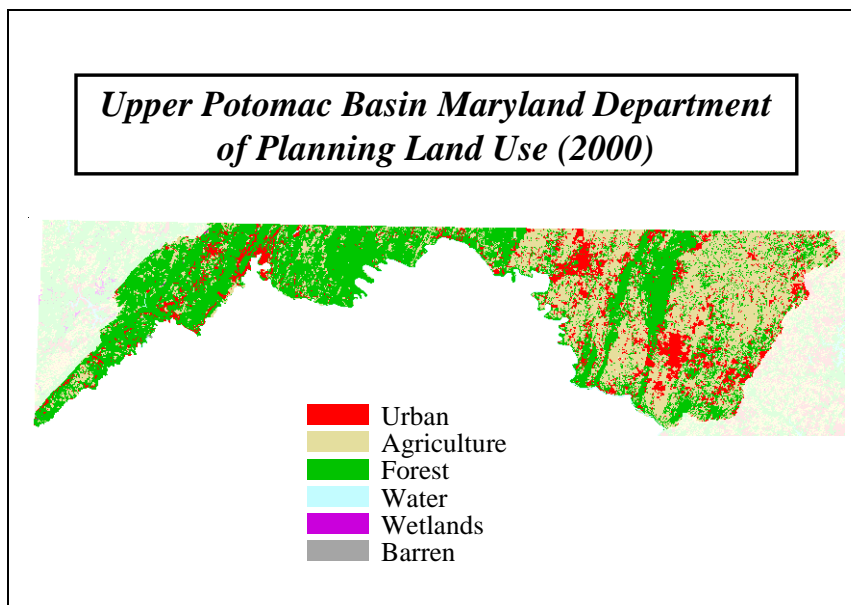 Upper Potomac Basin Maryland Department
of Planning Land Use (2000)
Urban
Agriculture
Forest
Water
Wetlands
Barren